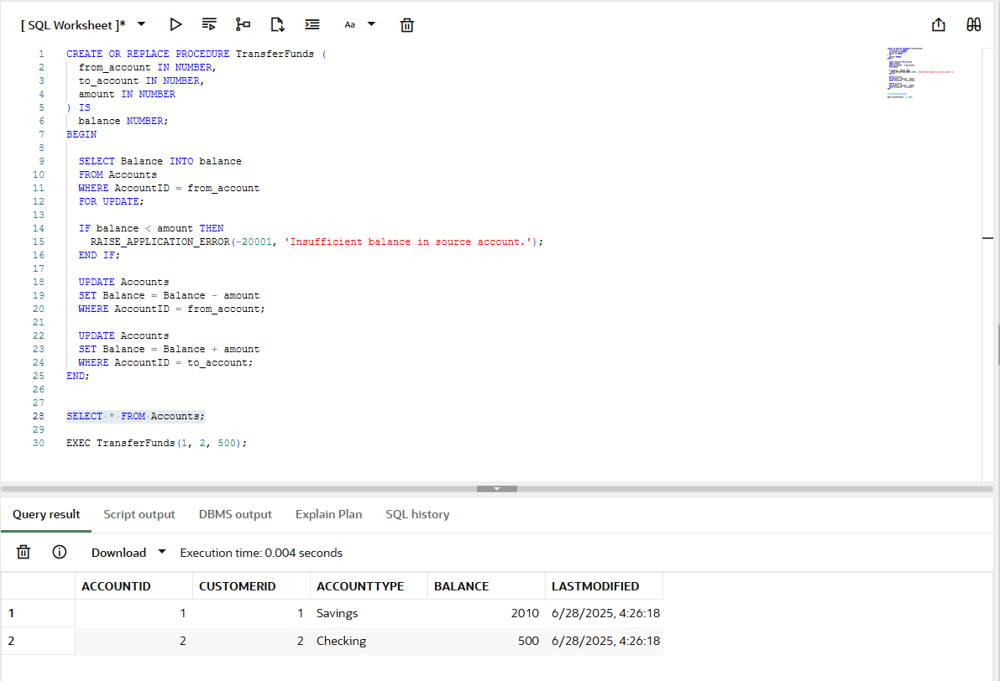 [ SQL Worksheet ]* Aa
1 CREATE OR REPLACE PROCEDURE TransferFunds (
2 from_account IN NUMBER,
3 to_account IN NUMBER,
4 amount IN NUMBER
5 ) IS
6 balance NUMBER;
7 BEGIN
8
9 SELECT Balance INTO balance
10 FROM Accounts
11 WHERE AccountID = from_account
12 FOR UPDATE;
13
14 IF balance < amount THEN
15 RAISE_APPLICATION_ERROR(-20001, 'Insufficient balance in source account.');
16 END IF;
17
18 UPDATE Accounts
19 SET Balance = Balance - amount
20 WHERE AccountID = from_account;
21
22 UPDATE Accounts
23 SET Balance = Balance + amount
24 WHERE AccountID = to_account;
25 END;
26
27
28 SELECT * FROM Accounts;
29
30 EXEC TransferFunds(1, 2, 500);
Query result Script output DBMS output Explain Plan SQL history
Download Execution time: 0.004 seconds
ACCOUNTID CUSTOMERID ACCOUNTTYPE BALANCE LASTMODIFIED
1 1 1 Savings 2010 6/28/2025, 4:26:18
2 2 2 Checking 500 6/28/2025, 4:26:18